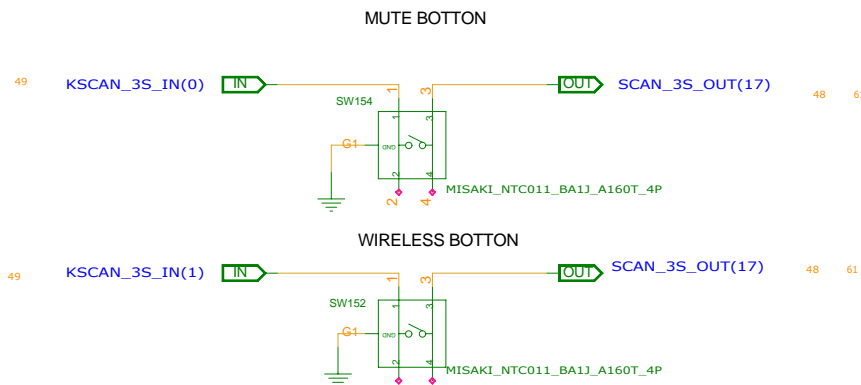 MUTE BOTTON
49 KSCAN_3S_IN(0) IN 1 3 OUT SCAN_3S_OUT(17) 48 61
SW154
1 3
G1 GND
2 4
MISAKI_NTC011_BA1J_A160T_4P
2 4
WIRELESS BOTTON
49 KSCAN_3S_IN(1) IN 1 3 OUT SCAN_3S_OUT(17) 48 61
SW152
1 3
G1 GND
2 4
MISAKI_NTC011_BA1J_A160T_4P